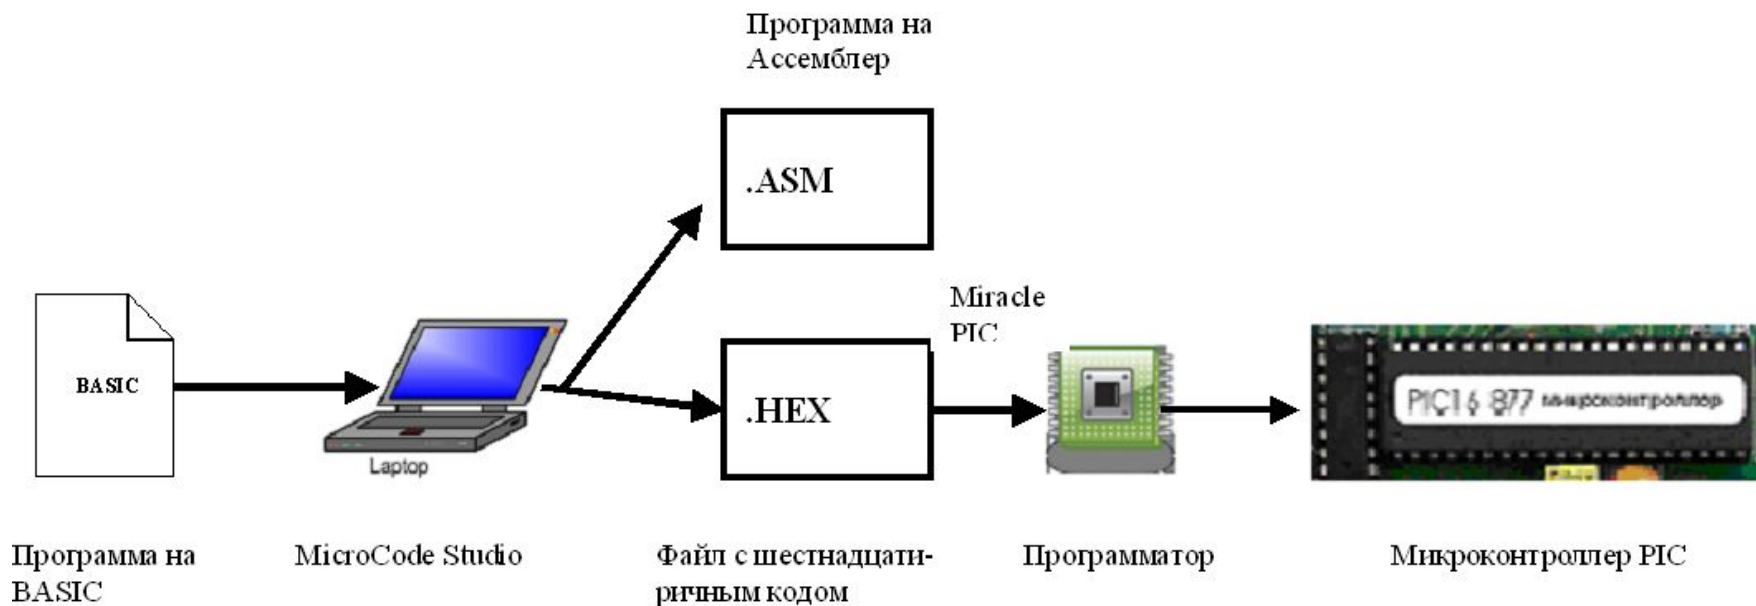 Программа на
Ассемблер
.ASM
Miracle
PIC
BASIC
.HEX
Laptop
PIC16 877 микроконтроллер
Программа на
BASIC
MicroCode Studio
Файл с шестнадцати-
ричным кодом
Программатор
Микроконтроллер PIC